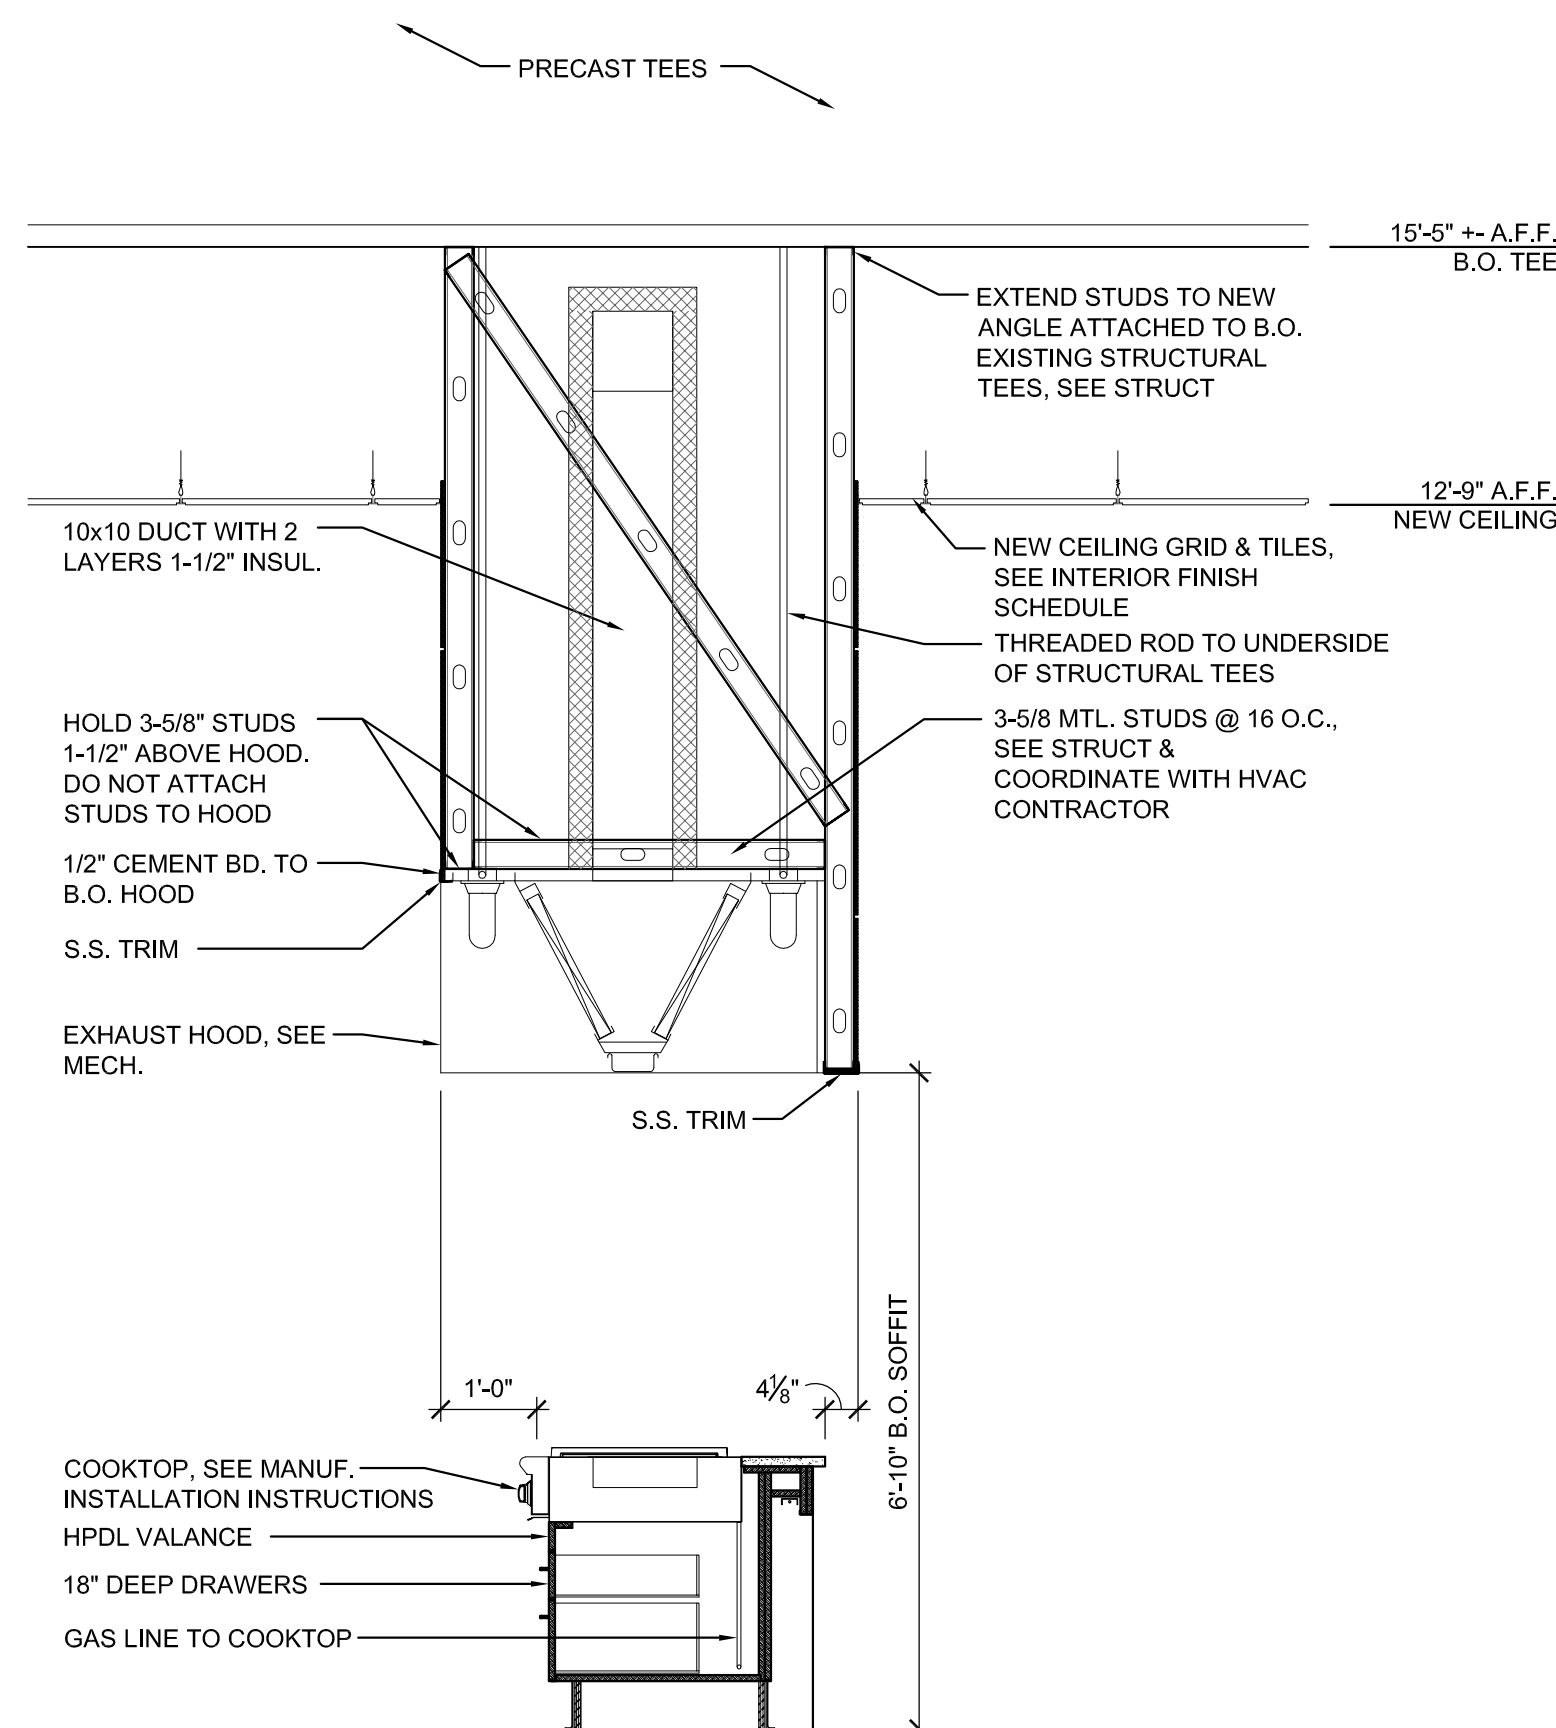 PRECAST TEES
15'-5" +- A.F.F.
B.O. TEE
EXTEND STUDS TO NEW
ANGLE ATTACHED TO B.O.
EXISTING STRUCTURAL
TEES, SEE STRUCT
12'-9" A.F.F.
NEW CEILING
10x10 DUCT WITH 2
LAYERS 1-1/2" INSUL.
NEW CEILING GRID & TILES,
SEE INTERIOR FINISH
SCHEDULE
THREADED ROD TO UNDERSIDE
OF STRUCTURAL TEES
HOLD 3-5/8" STUDS
1-1/2" ABOVE HOOD.
DO NOT ATTACH
STUDS TO HOOD
3-5/8 MTL. STUDS @ 16 O.C.,
SEE STRUCT &
COORDINATE WITH HVAC
CONTRACTOR
1/2" CEMENT BD. TO
B.O. HOOD
S.S. TRIM
EXHAUST HOOD, SEE
MECH.
S.S. TRIM
6'-10" B.O. SOFFIT
1'-0"
4⅛"
COOKTOP, SEE MANUF.
INSTALLATION INSTRUCTIONS
HPDL VALANCE
18" DEEP DRAWERS
GAS LINE TO COOKTOP